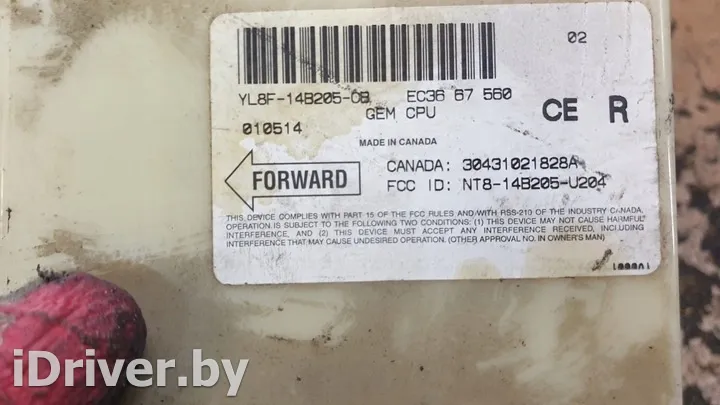 02
YL8F-14B205-CB EC36 67 560
GEM CPU
CE R
010514
MADE IN CANADA
CANADA: 30431021828A
FORWARD
FCC ID: NT8-14B205-U204
THIS DEVICE COMPLIES WITH PART 15 OF THE FCC RULES AND WITH RSS-210 OF THE INDUSTRY CANADA.
OPERATION IS SUBJECT TO THE FOLLOWING TWO CONDITIONS: (1) THIS DEVICE MAY NOT CAUSE HARMFUL
INTERFERENCE, AND (2) THIS DEVICE MUST ACCEPT ANY INTERFERENCE RECEIVED, INCLUDING
INTERFERENCE THAT MAY CAUSE UNDESIRED OPERATION. (OTHER APPROVAL NO. IN OWNER'S MAN)
iDriver.by